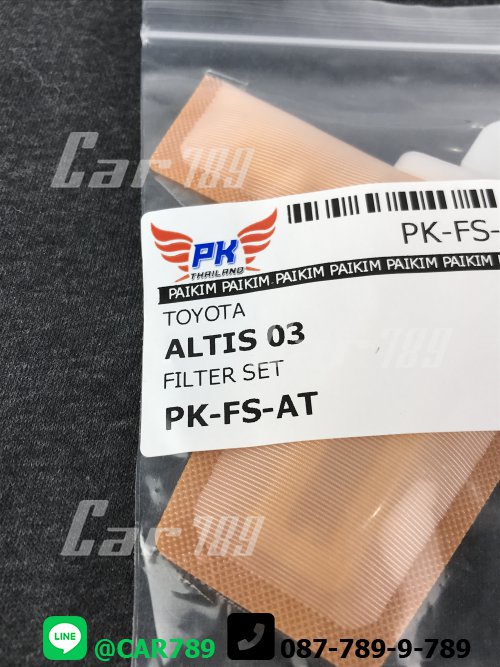 Car789
PK
THAILAND
PK-FS-
PAIKIM PAIKIM PAIKIM PAIKIM PAIKIM PAIKIM
TOYOTA
ALTIS 03
Car789
FILTER SET
PK-FS-AT
Car789
LINE @CAR789 087-789-9-789